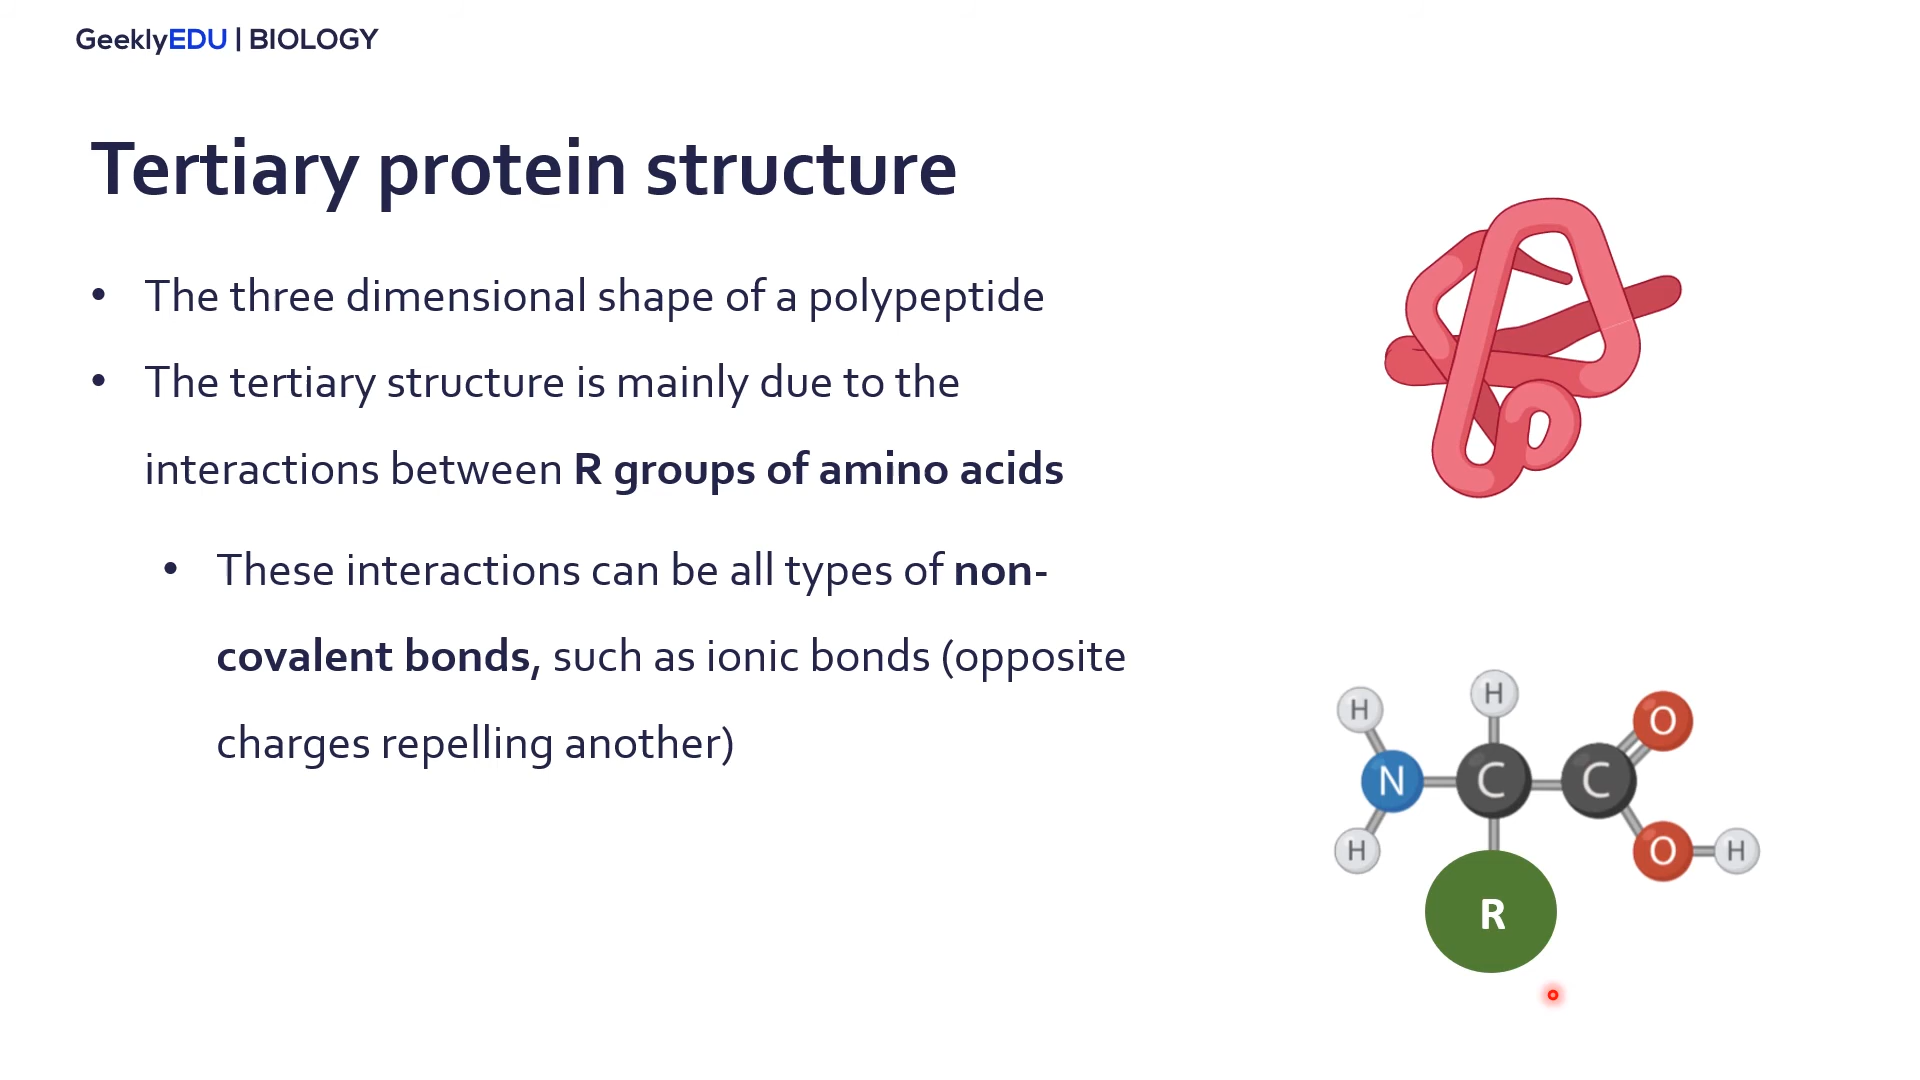 GeeklyEDU | BIOLOGY
Tertiary protein structure
• The three dimensional shape of a polypeptide
• The tertiary structure is mainly due to the
interactions between R groups of amino acids
• These interactions can be all types of non-
covalent bonds, such as ionic bonds (opposite
charges repelling another)
H
H
O
N
C
C
H
O
H
R